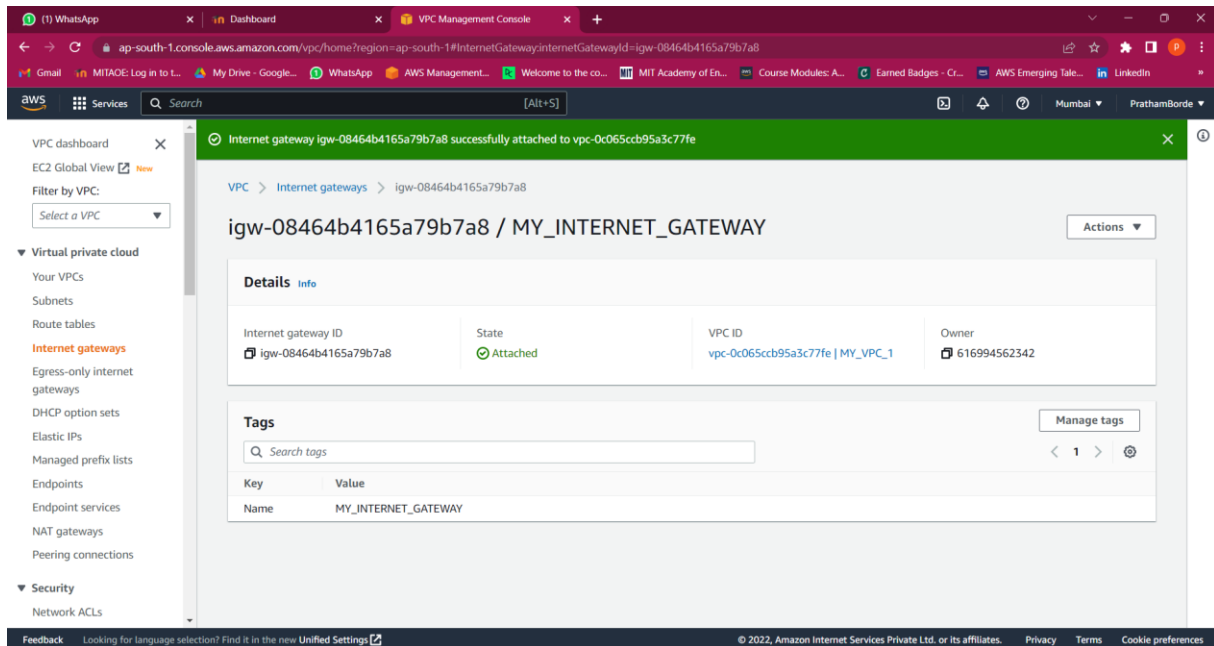 (1) WhatsApp
Dashboard
VPC Management Console
ap-south-1.console.aws.amazon.com/vpc/home?region=ap-south-1#InternetGateway:internetGatewayId=igw-08464b4165a79b7a8
Gmail MITAOE: Log in to t... My Drive - Google... WhatsApp AWS Management... Welcome to the co... MIT Academy of En... Course Modules: A... Earned Badges - Cr... AWS Emerging Tale... LinkedIn »
aws Services Search [Alt+S] Mumbai ▼ PrathamBorde ▼
VPC dashboard
EC2 Global View New
Filter by VPC:
Select a VPC
Virtual private cloud
Your VPCs
Subnets
Route tables
Internet gateways
Egress-only internet
gateways
DHCP option sets
Elastic IPs
Managed prefix lists
Endpoints
Endpoint services
NAT gateways
Peering connections
Security
Network ACLs
Internet gateway igw-08464b4165a79b7a8 successfully attached to vpc-0c065ccb95a3c77fe
VPC > Internet gateways > igw-08464b4165a79b7a8
igw-08464b4165a79b7a8 / MY_INTERNET_GATEWAY
Actions ▼
Details Info
Internet gateway ID
igw-08464b4165a79b7a8
State
Attached
VPC ID
vpc-0c065ccb95a3c77fe | MY_VPC_1
Owner
616994562342
Tags
Manage tags
Search tags
< 1 >
Key Value
Name MY_INTERNET_GATEWAY
Feedback Looking for language selection? Find it in the new Unified Settings © 2022, Amazon Internet Services Private Ltd. or its affiliates. Privacy Terms Cookie preferences